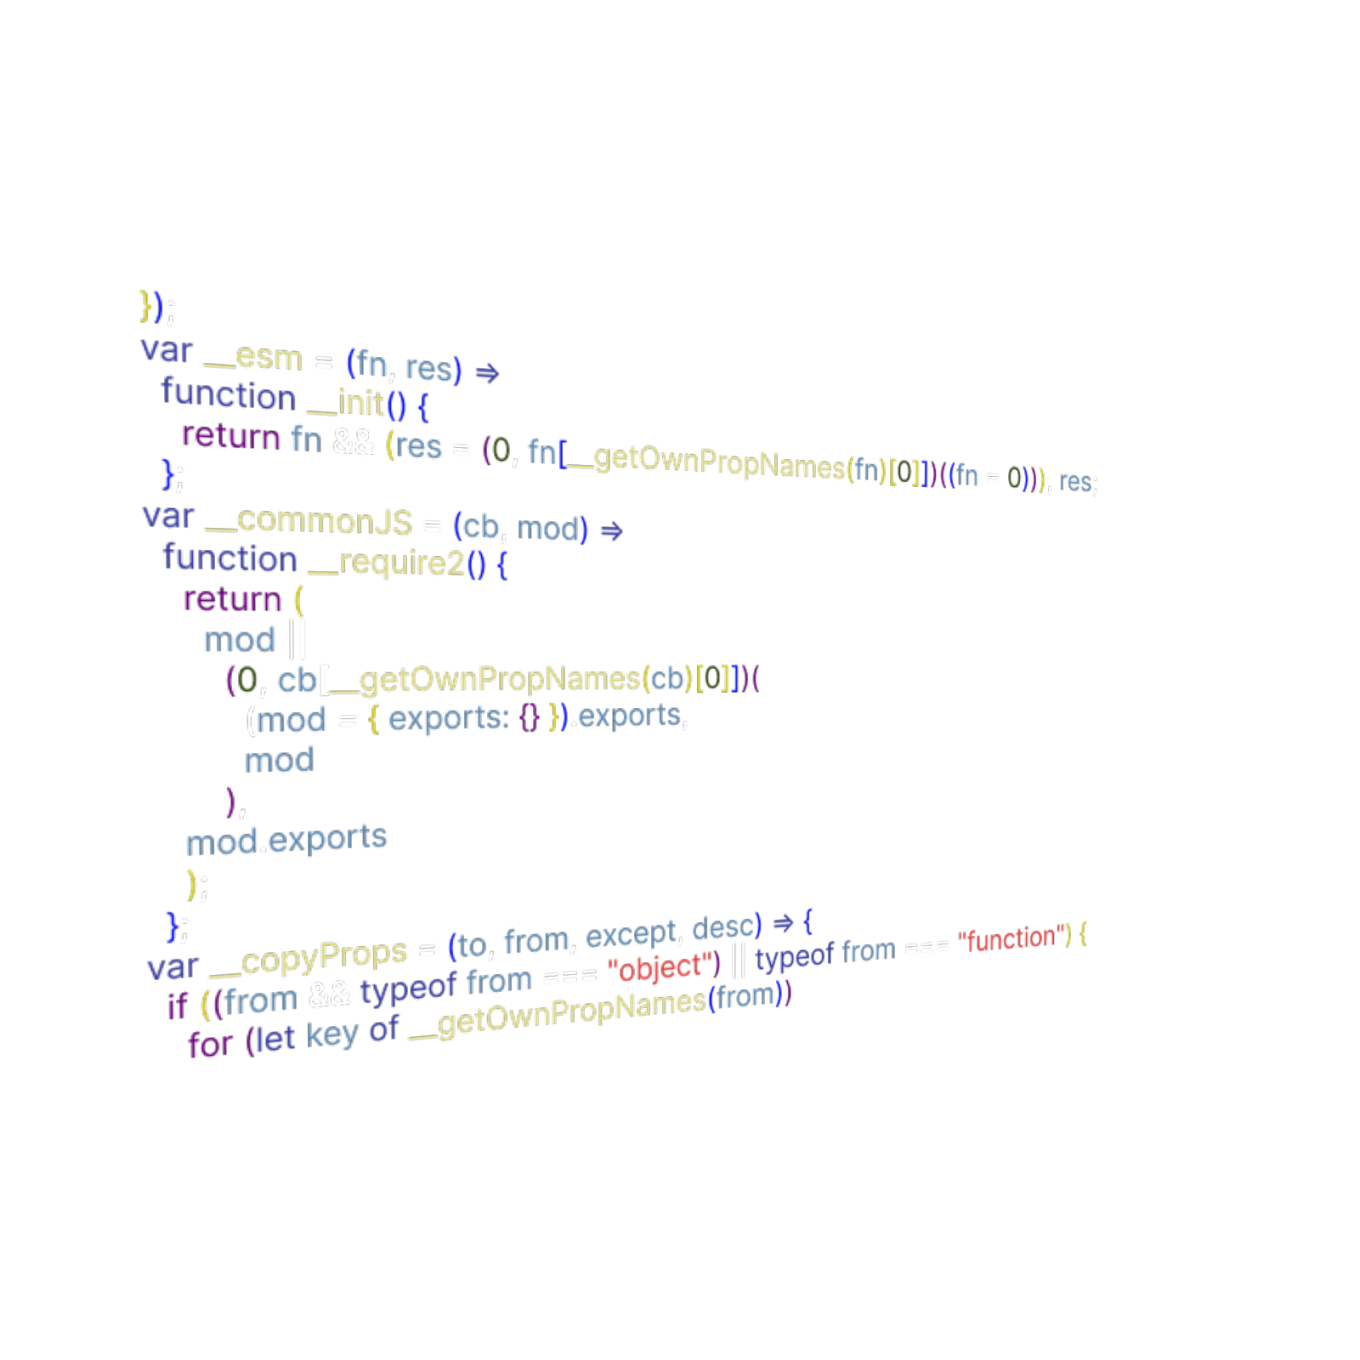 });
var __esm = (fn, res) =>
  function __init() {
    return fn && (res = (0, fn[__getOwnPropNames(fn)[0]])((fn = 0))), res;
  };
var __commonJS = (cb, mod) =>
  function __require2() {
    return (
      mod ||
        (0, cb[__getOwnPropNames(cb)[0]])(
          (mod = { exports: {} }).exports,
          mod
        ),
    mod.exports
    );
  };
var __copyProps = (to, from, except, desc) => {
  if ((from && typeof from === "object") || typeof from === "function") {
    for (let key of __getOwnPropNames(from))